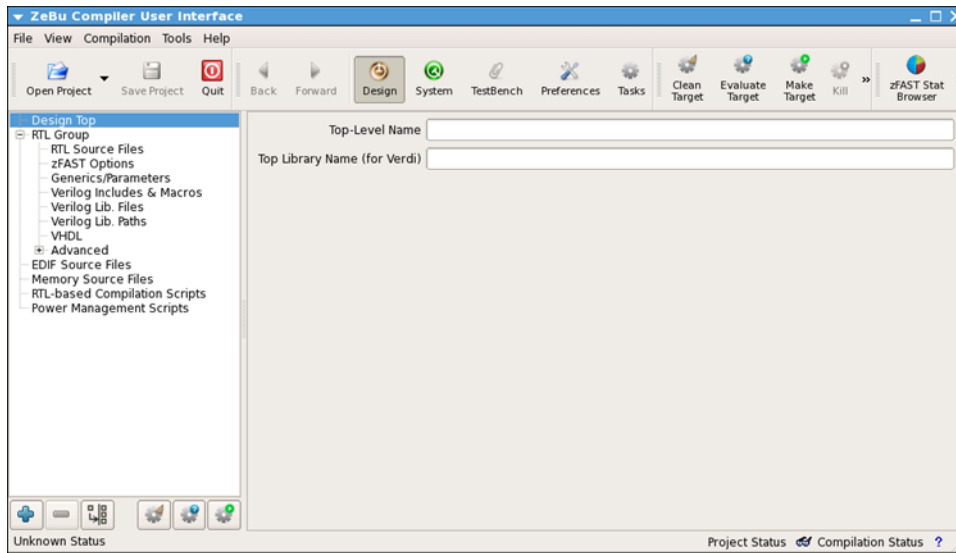 ZeBu Compiler User Interface
File View Compilation Tools Help
Open Project Save Project Quit Back Forward Design System TestBench Preferences Tasks Clean Target Evaluate Target Make Target Kill » zFAST Stat Browser
Design Top
RTL Group
RTL Source Files
zFAST Options
Generics/Parameters
Verilog Includes & Macros
Verilog Lib. Files
Verilog Lib. Paths
VHDL
Advanced
EDIF Source Files
Memory Source Files
RTL-based Compilation Scripts
Power Management Scripts
Top-Level Name
Top Library Name (for Verdi)
Unknown Status
Project Status Compilation Status ?